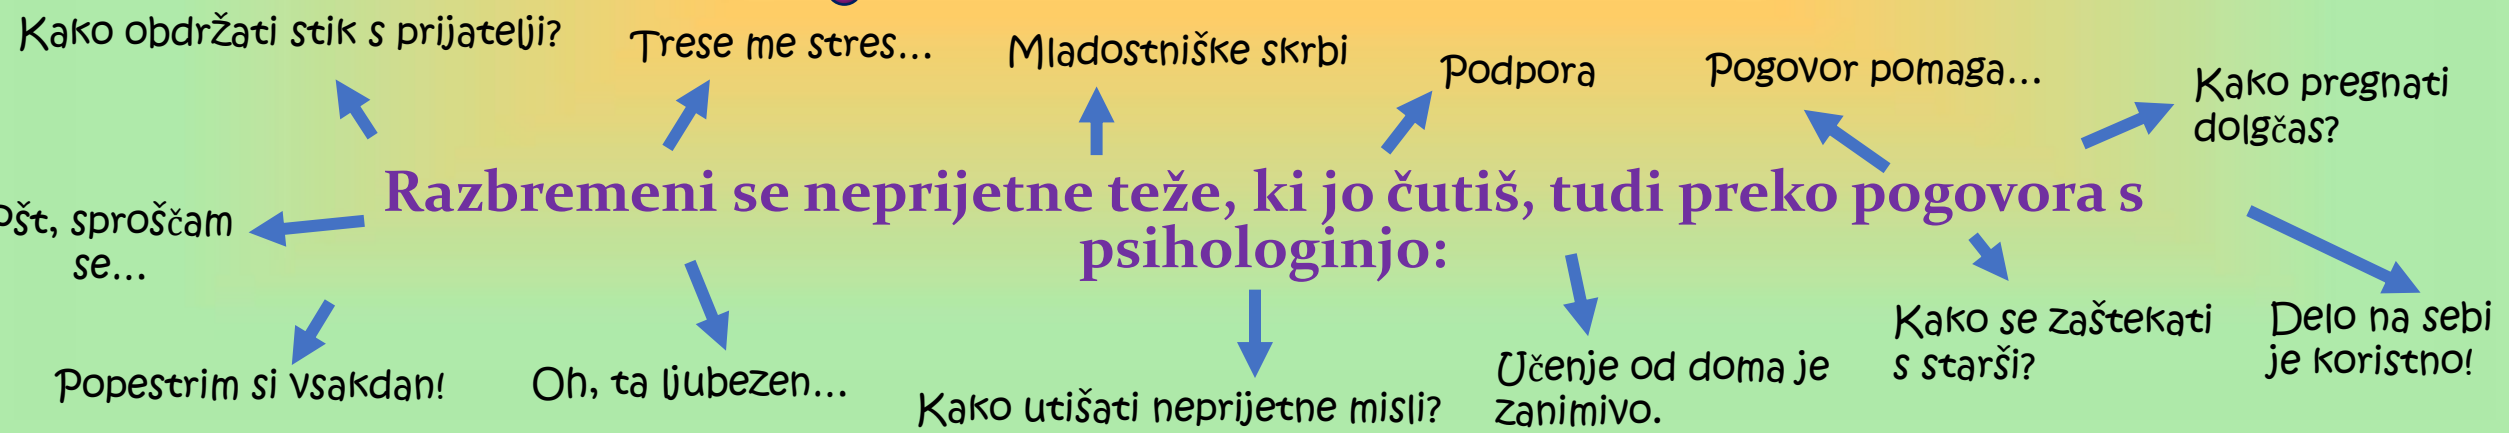 Kako obdržati stik s prijatelji?
Trese me stres...
Mladostniške skrbi
Podpora
Pogovor pomaga...
Kako pregnati
dolgčas?
Razbremeni se neprijetne teže, ki jo čutiš, tudi preko pogovora s
psihologinjo:
sproščam
se...
Popestrim si vsakdan!
Oh, ta ljubezen...
Kako utišati neprijetne misli?
Učenje od doma je
zanimivo.
Kako se zaštekati
s starši?
Delo na sebi
je koristno!